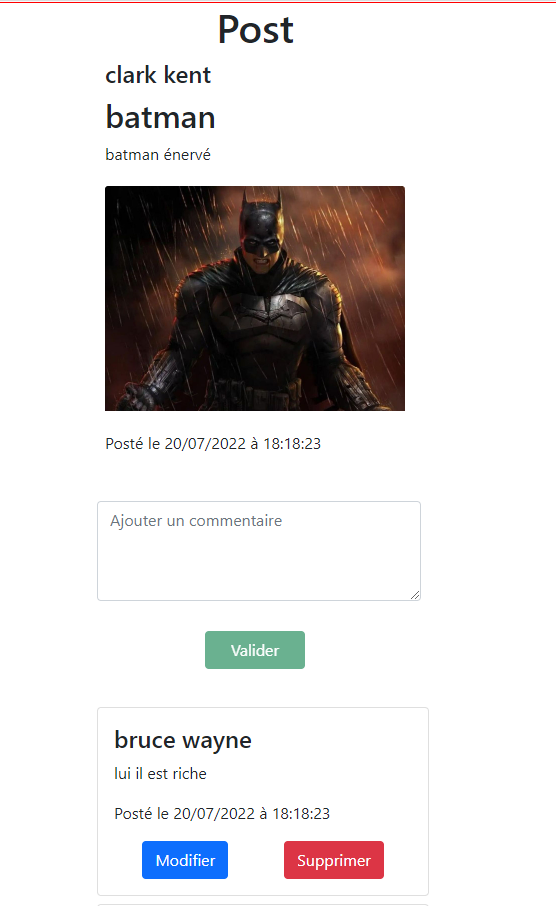 Post
clark kent
batman
batman énervé
Posté le 20/07/2022 à 18:18:23
Ajouter un commentaire
Valider
bruce wayne
lui il est riche
Posté le 20/07/2022 à 18:18:23
Modifier
Supprimer